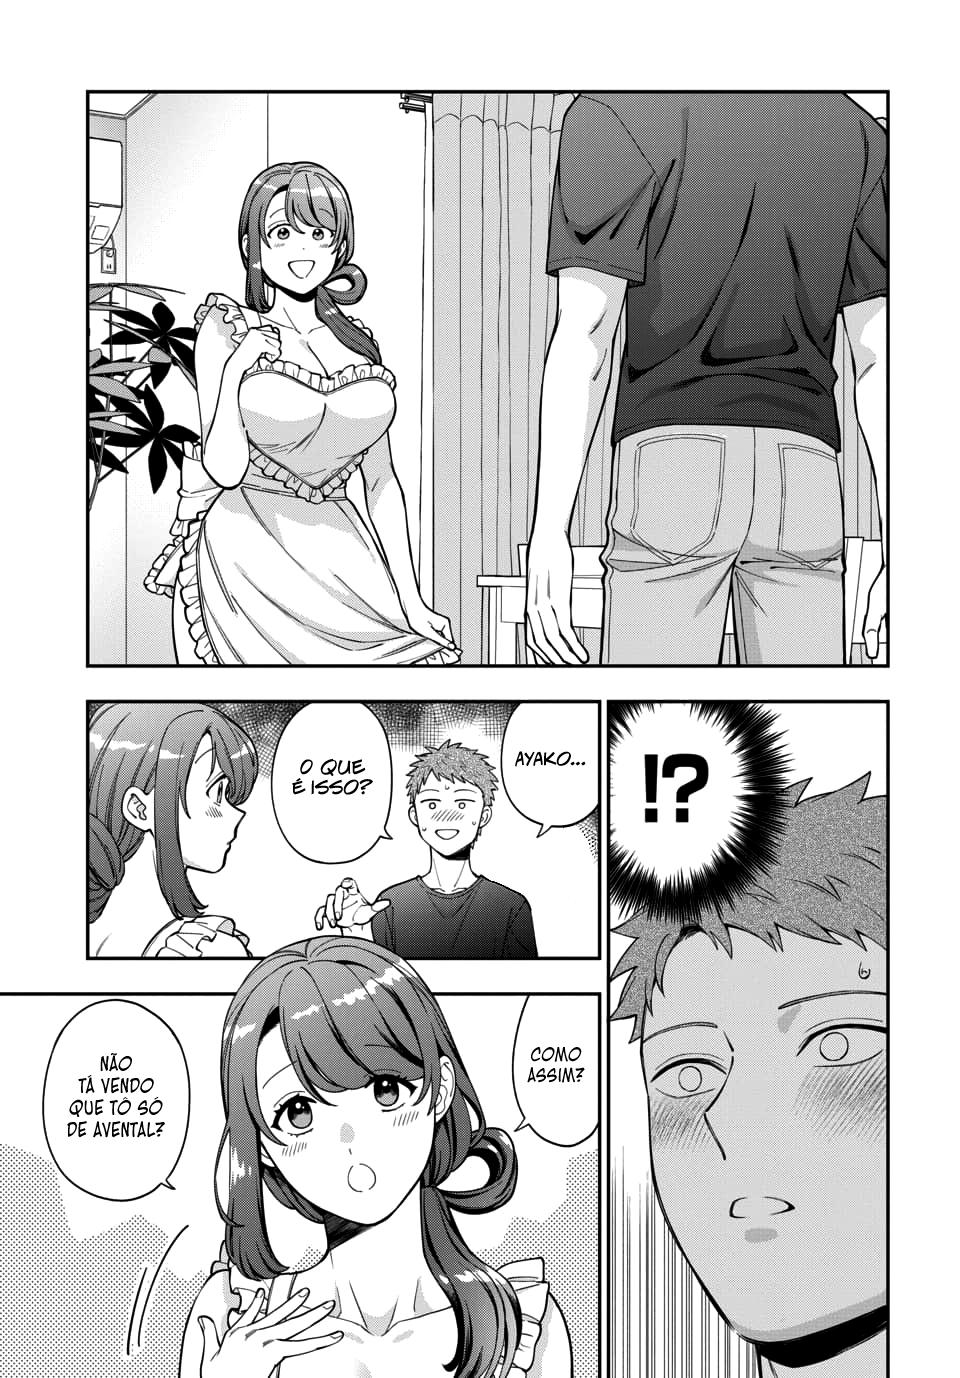 !?
AYAKO...
O QUE
É ISSO?
COMO
ASSIM?
NÃO
TÁ VENDO
QUE TÔ SÓ
DE AVENTAL?